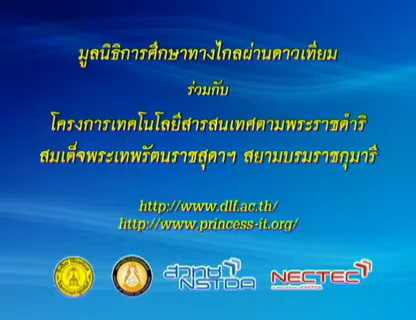 มูลนิธิการศึกษาทางไกลผ่านดาวเทียม
ร่วมกับ
โครงการเทคโนโลยีสารสนเทศตามพระราชดำริ
สมเด็จพระเทพรัตนราชสุดาฯ สยามบรมราชกุมารี
http://www.dlf.ac.th/
http://www.princess-it.org/
สวทช
NSTDA
NECTEC